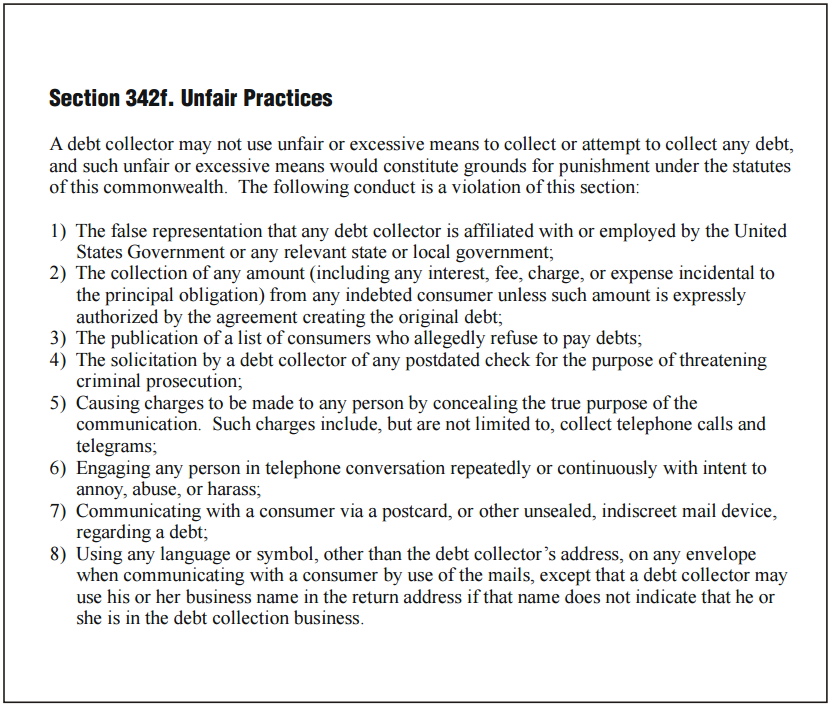 Section 342f. Unfair Practices
A debt collector may not use unfair or excessive means to collect or attempt to collect any debt,
and such unfair or excessive means would constitute grounds for punishment under the statutes
of this commonwealth.  The following conduct is a violation of this section:
1) The false representation that any debt collector is affiliated with or employed by the United
States Government or any relevant state or local government;
2) The collection of any amount (including any interest, fee, charge, or expense incidental to
the principal obligation) from any indebted consumer unless such amount is expressly
authorized by the agreement creating the original debt;
3) The publication of a list of consumers who allegedly refuse to pay debts;
4) The solicitation by a debt collector of any postdated check for the purpose of threatening
criminal prosecution;
5) Causing charges to be made to any person by concealing the true purpose of the
communication.  Such charges include, but are not limited to, collect telephone calls and
telegrams;
6) Engaging any person in telephone conversation repeatedly or continuously with intent to
annoy, abuse, or harass;
7) Communicating with a consumer via a postcard, or other unsealed, indiscreet mail device,
regarding a debt;
8) Using any language or symbol, other than the debt collector's address, on any envelope
when communicating with a consumer by use of the mails, except that a debt collector may
use his or her business name in the return address if that name does not indicate that he or
she is in the debt collection business.